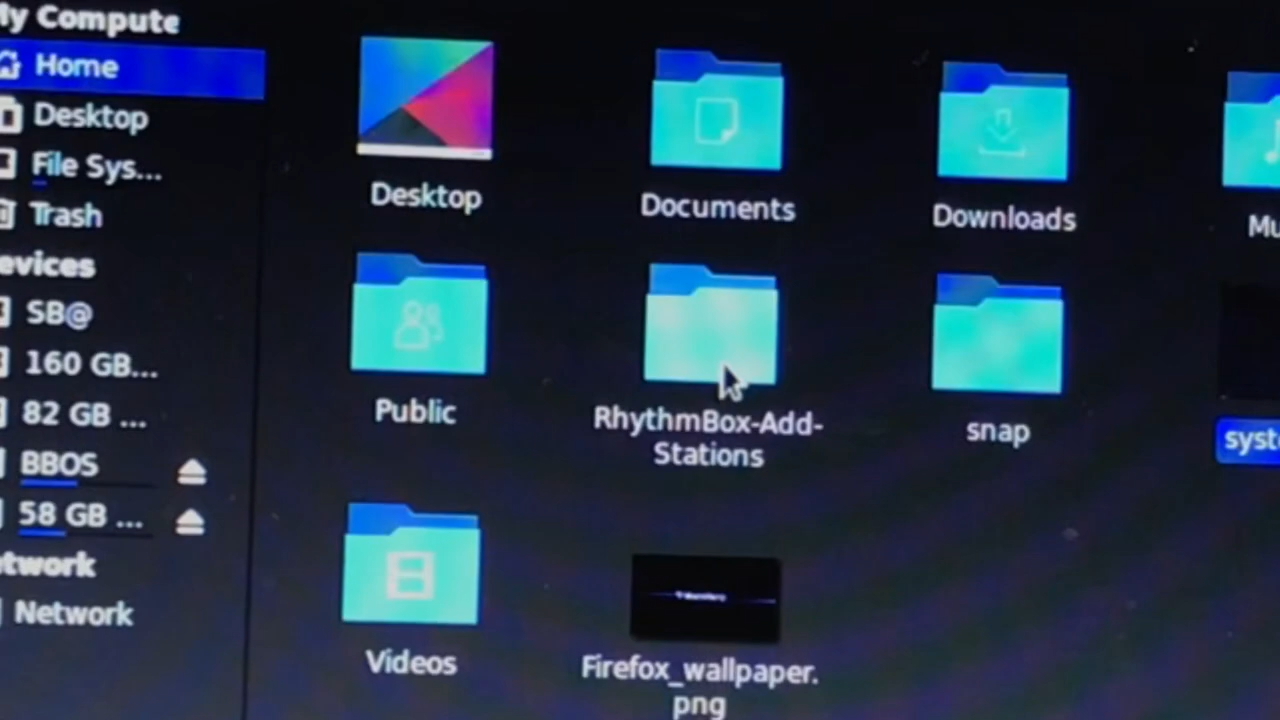 My Compute
Home
Desktop
File Sys...
Trash
evices
SB@
160 GB...
82 GB ...
BBOS
58 GB ...
twork
Network
Desktop
Documents
Downloads
Mu
Public
RhythmBox-Add-
Stations
snap
syst
Videos
Firefox_wallpaper.
png